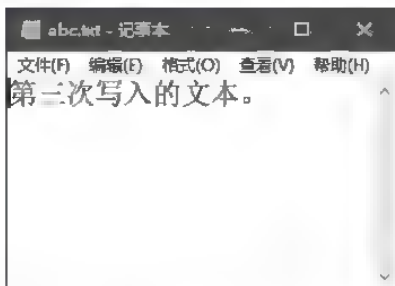 abc.txt - 记事本
文件(F) 编辑(E) 格式(O) 查看(V) 帮助(H)
第三次写入的文本。